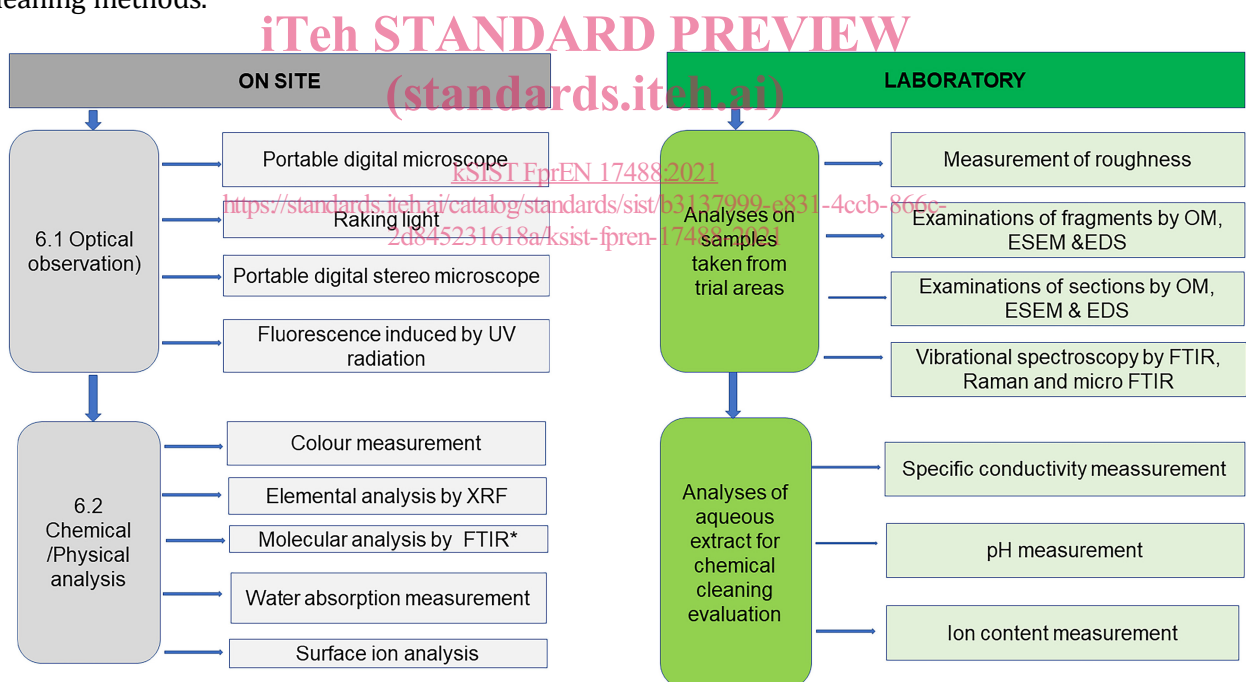 leaning methods.
iTeh STANDARD PREVIEW
(standards.iteh.ai)
kSIST FprEN 17488:2021
https://standards.iteh.ai/catalog/standards/sist/b3137999-e831-4ccb-866c-
2d845231618a/ksist-fpren-17488-2021
ON SITE
6.1 Optical
observation)
Portable digital microscope
Raking light
Portable digital stereo microscope
Fluorescence induced by UV
radiation
6.2
Chemical
/Physical
analysis
Colour measurement
Elemental analysis by XRF
Molecular analysis by FTIR*
Water absorption measurement
Surface ion analysis
LABORATORY
Analyses on
samples
taken from
trial areas
Measurement of roughness
Examinations of fragments by OM,
ESEM &EDS
Examinations of sections by OM,
ESEM & EDS
Vibrational spectroscopy by FTIR,
Raman and micro FTIR
Analyses of
aqueous
extract for
chemical
cleaning
evaluation
Specific conductivity meassurement
pH measurement
Ion content measurement